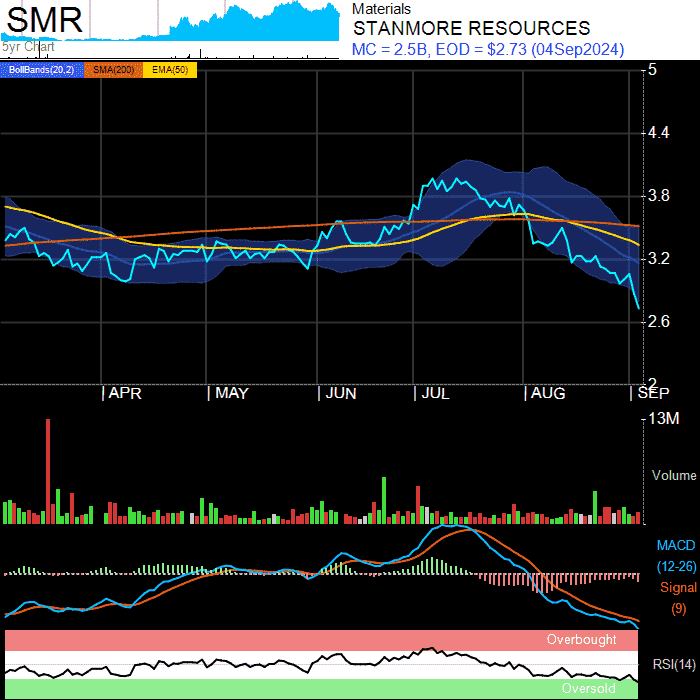 SMR
5yr Chart
Materials
STANMORE RESOURCES
MC = 2.5B, EOD = $2.73 (04Sep2024)
BollBands(20,2) SMA(200) EMA(50)
5
4.4
3.8
3.2
2.6
2
APR MAY JUN JUL AUG SEP
13M
Volume
MACD
(12-26)
Signal
(9)
Overbought
RSI(14)
Oversold